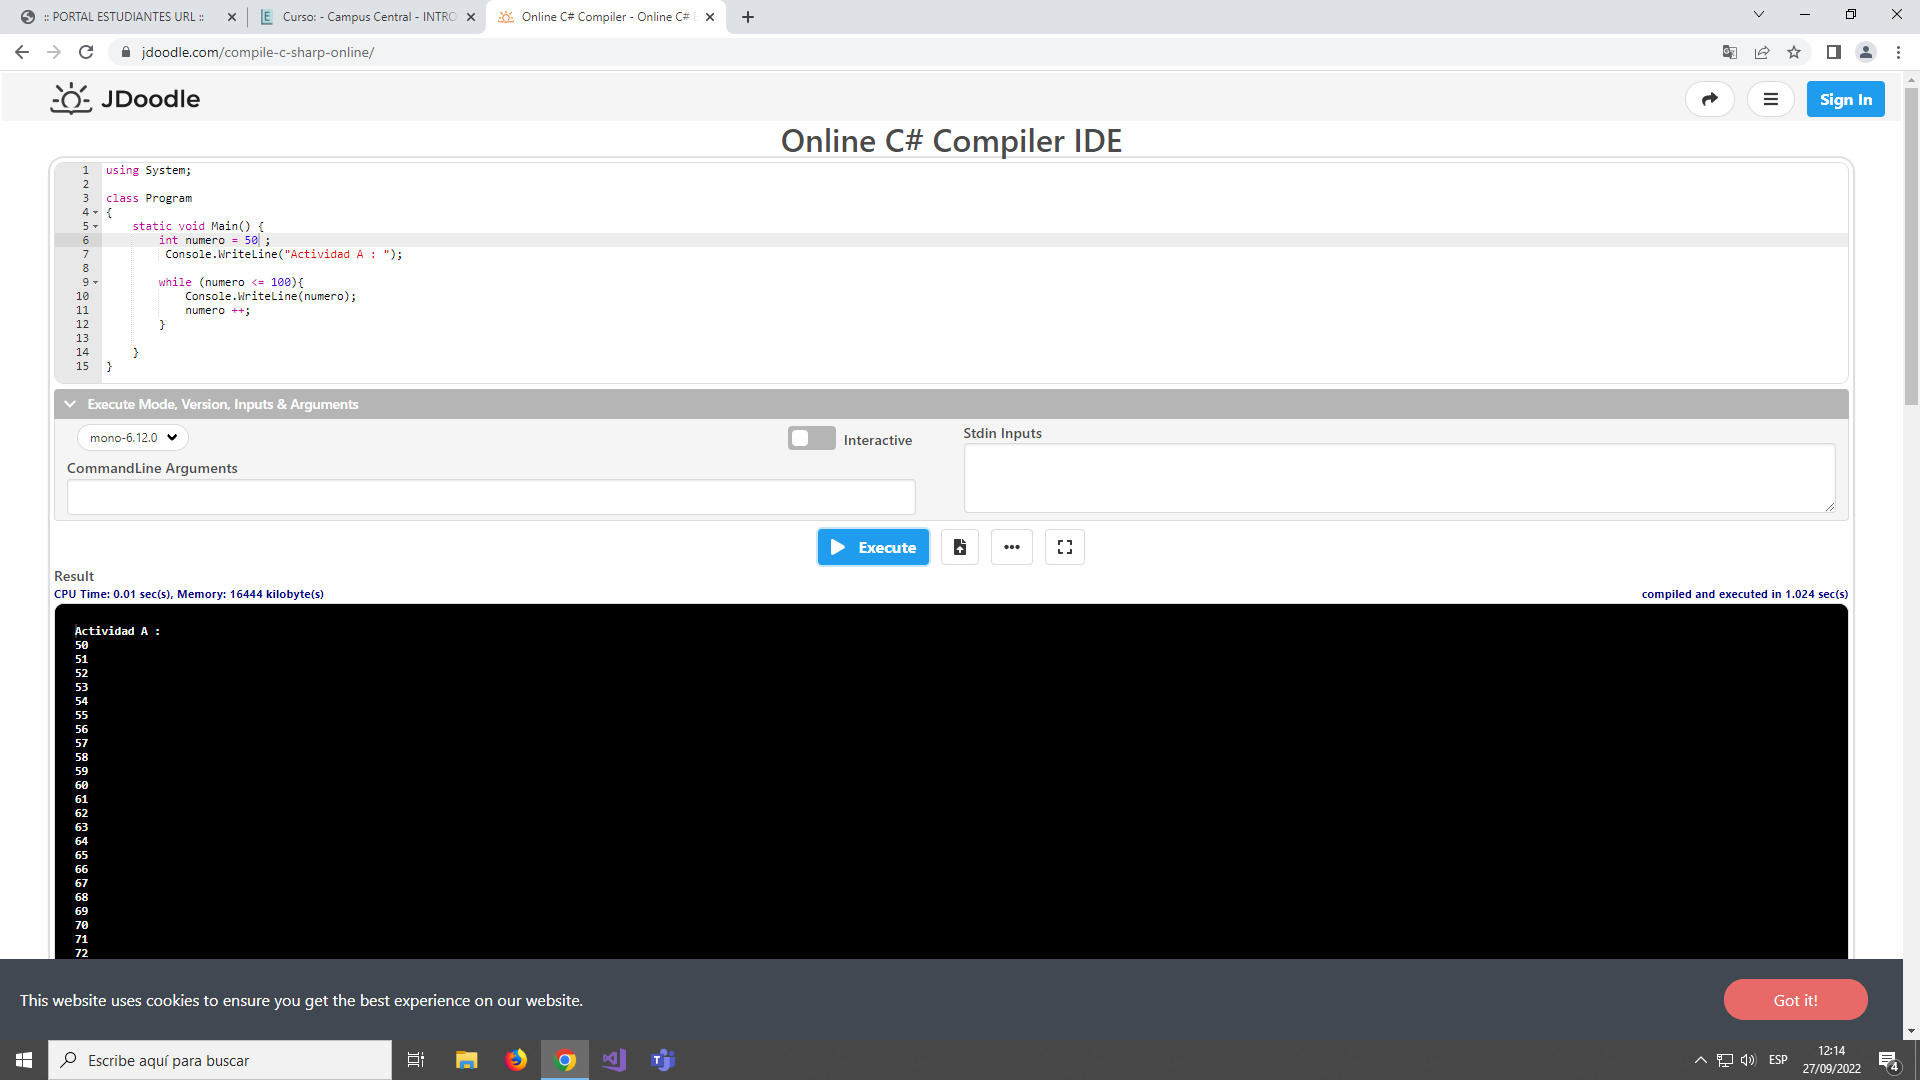 :: PORTAL ESTUDIANTES URL ::
Curso: - Campus Central - INTRO
Online C# Compiler - Online C# E
jdoodle.com/compile-c-sharp-online/
JDoodle
Sign In
Online C# Compiler IDE
1 using System;
2
3 class Program
4 {
5 static void Main() {
6 int numero = 50 ;
7 Console.WriteLine("Actividad A : ");
8
9 while (numero <= 100){
10 Console.WriteLine(numero);
11 numero ++;
12 }
13
14 }
15 }
Execute Mode, Version, Inputs & Arguments
mono-6.12.0
Interactive
Stdin Inputs
CommandLine Arguments
Execute
Result
CPU Time: 0.01 sec(s), Memory: 16444 kilobyte(s)
compiled and executed in 1.024 sec(s)
Actividad A :
50
51
52
53
54
55
56
57
58
59
60
61
62
63
64
65
66
67
68
69
70
71
72
This website uses cookies to ensure you get the best experience on our website.
Got it!
Escribe aquí para buscar
ESP
12:14
27/09/2022
4